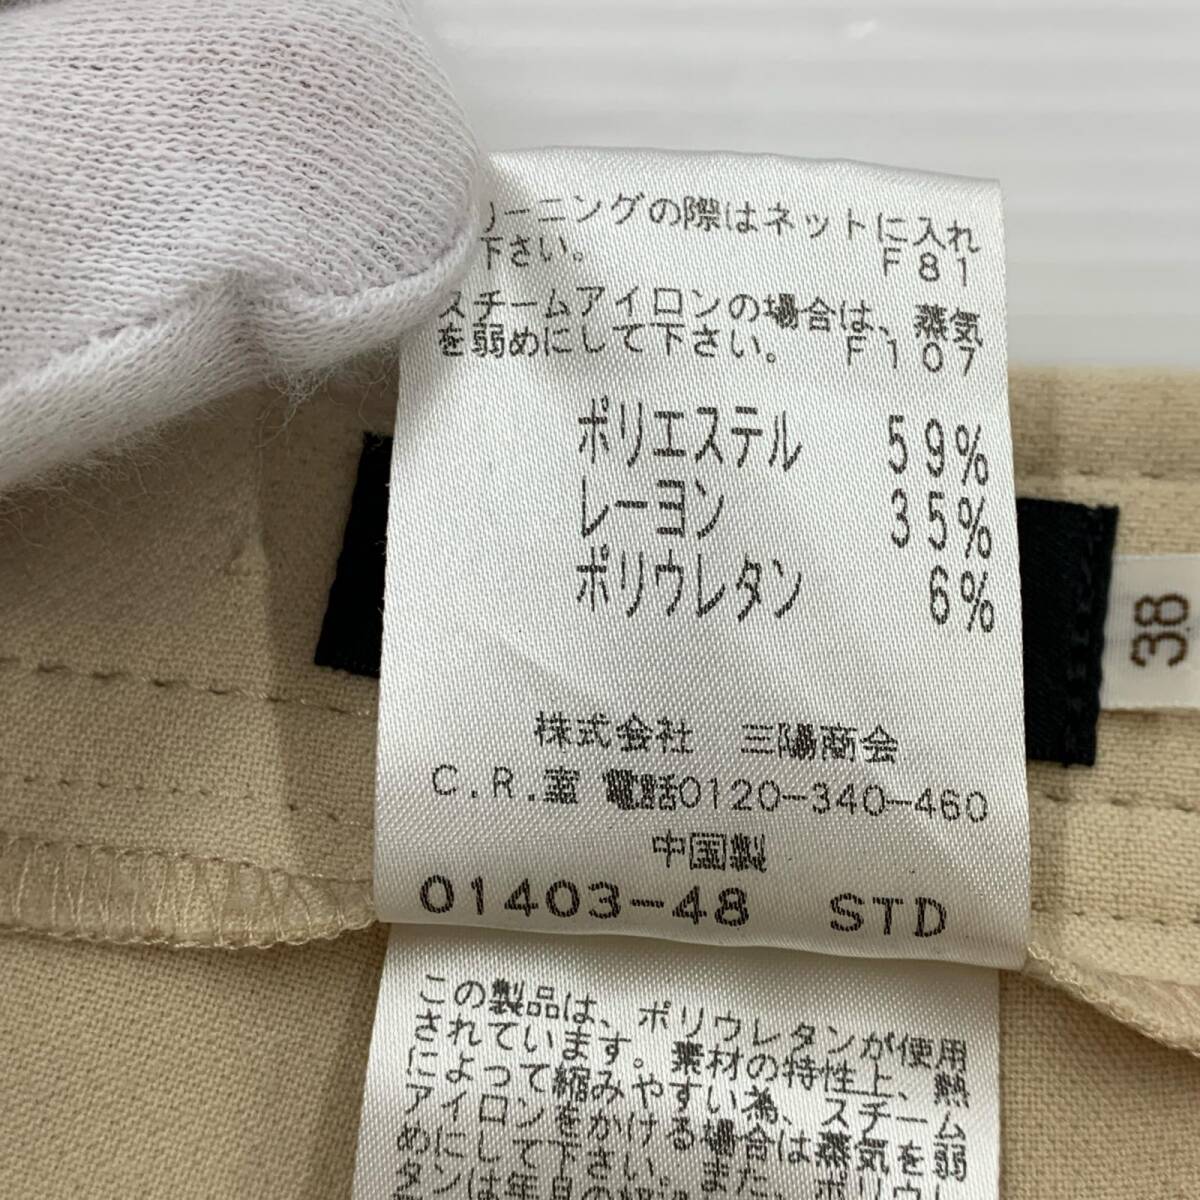 リーニングの際はネットに入れ
下さい。 F81
スチームアイロンの場合は、蒸気
を弱めにして下さい。 F107
ポリエステル 59%
レーヨン 35%
ポリウレタン 6%
38
株式会社 三陽商会
C.R.室 電話0120-340-460
中国製
01403-48 STD
この製品は、ポリウレタンが使用
されています。素材の特性上、熱
によって縮みやすい為、スチーム
アイロンをかける場合は蒸気を弱
めにして下さい。また、ポリウレ
タンは年月の経過